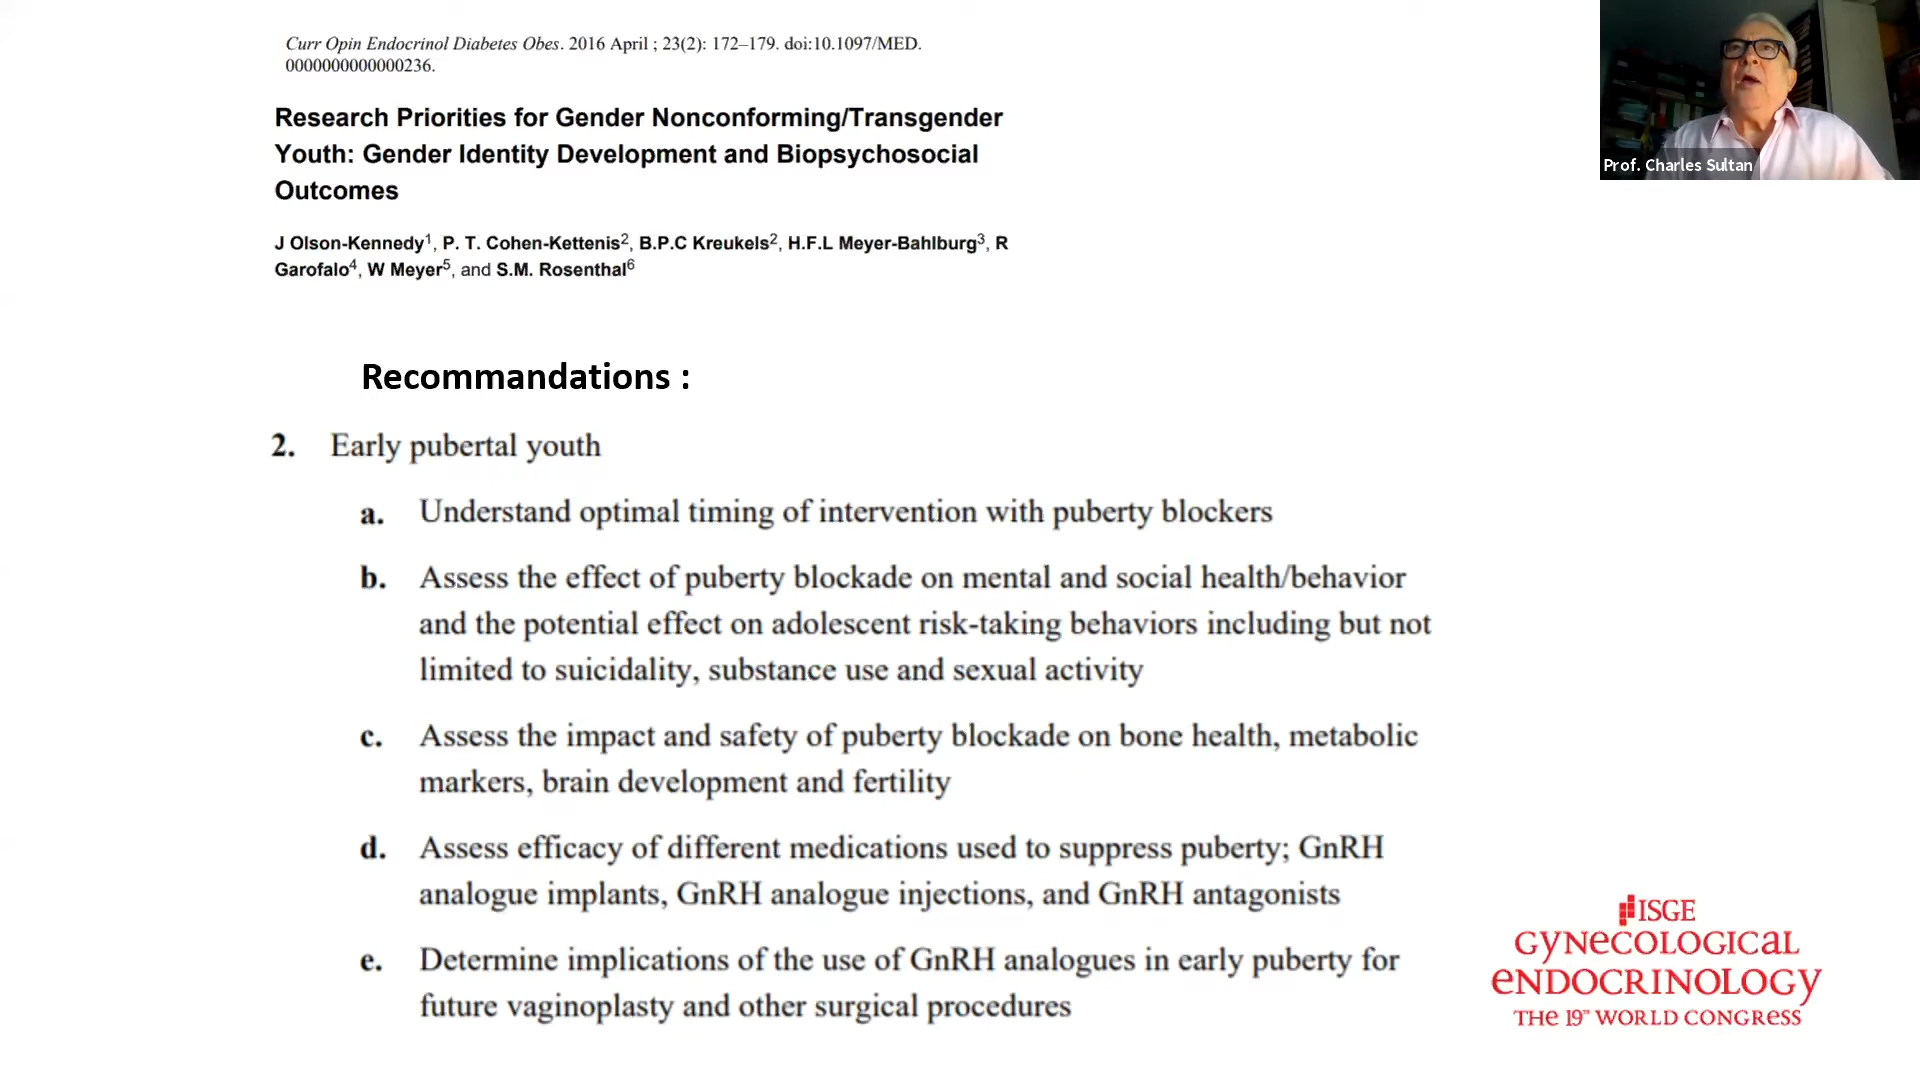 Curr Opin Endocrinol Diabetes Obes. 2016 April ; 23(2): 172–179. doi:10.1097/MED.
0000000000000236.
Research Priorities for Gender Nonconforming/Transgender
Youth: Gender Identity Development and Biopsychosocial
Outcomes
J Olson-Kennedy1, P. T. Cohen-Kettenis2, B.P.C Kreukels2, H.F.L Meyer-Bahlburg3, R
Garofalo4, W Meyer5, and S.M. Rosenthal6
Prof. Charles Sultan
Recommandations :
2. Early pubertal youth
a. Understand optimal timing of intervention with puberty blockers
b. Assess the effect of puberty blockade on mental and social health/behavior
and the potential effect on adolescent risk-taking behaviors including but not
limited to suicidality, substance use and sexual activity
c. Assess the impact and safety of puberty blockade on bone health, metabolic
markers, brain development and fertility
d. Assess efficacy of different medications used to suppress puberty; GnRH
analogue implants, GnRH analogue injections, and GnRH antagonists
e. Determine implications of the use of GnRH analogues in early puberty for
future vaginoplasty and other surgical procedures
ISGE
GYNeCOLOGICaL
eNDOCRINOLOGY
THe 19TH WORLD CONGRess